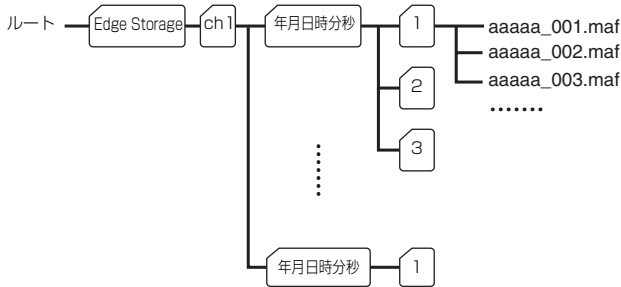 ルート
Edge Storage
ch1
年月日時分秒
1
aaaaa_001.maf
aaaaa_002.maf
aaaaa_003.maf
2
3
年月日時分秒
1